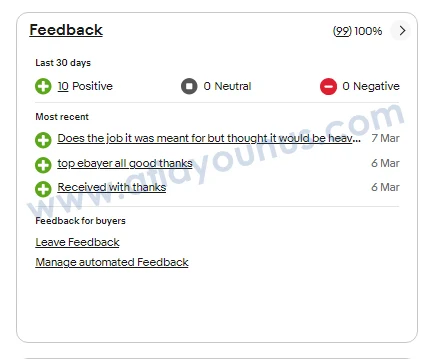 Feedback (99) 100%
Last 30 days
10 Positive 0 Neutral 0 Negative
Most recent
Does the job it was meant for but thought it would be heav... 7 Mar
top ebayer all good thanks 6 Mar
Received with thanks 6 Mar
Feedback for buyers
Leave Feedback
Manage automated Feedback
www.afidayounus.com